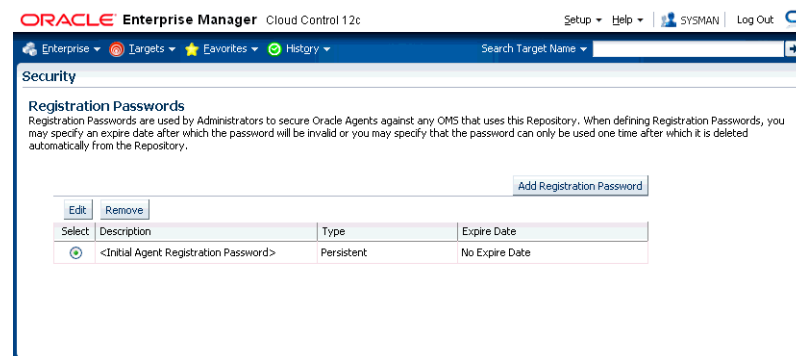 ORACLE Enterprise Manager Cloud Control 12c
Setup Help SYSMAN Log Out
Enterprise Targets Favorites History Search Target Name
Security
Registration Passwords
Registration Passwords are used by Administrators to secure Oracle Agents against any OMS that uses this Repository. When defining Registration Passwords, you
may specify an expire date after which the password will be invalid or you may specify that the password can only be used one time after which it is deleted
automatically from the Repository.
Add Registration Password
Edit Remove
Select Description Type Expire Date
<Initial Agent Registration Password> Persistent No Expire Date